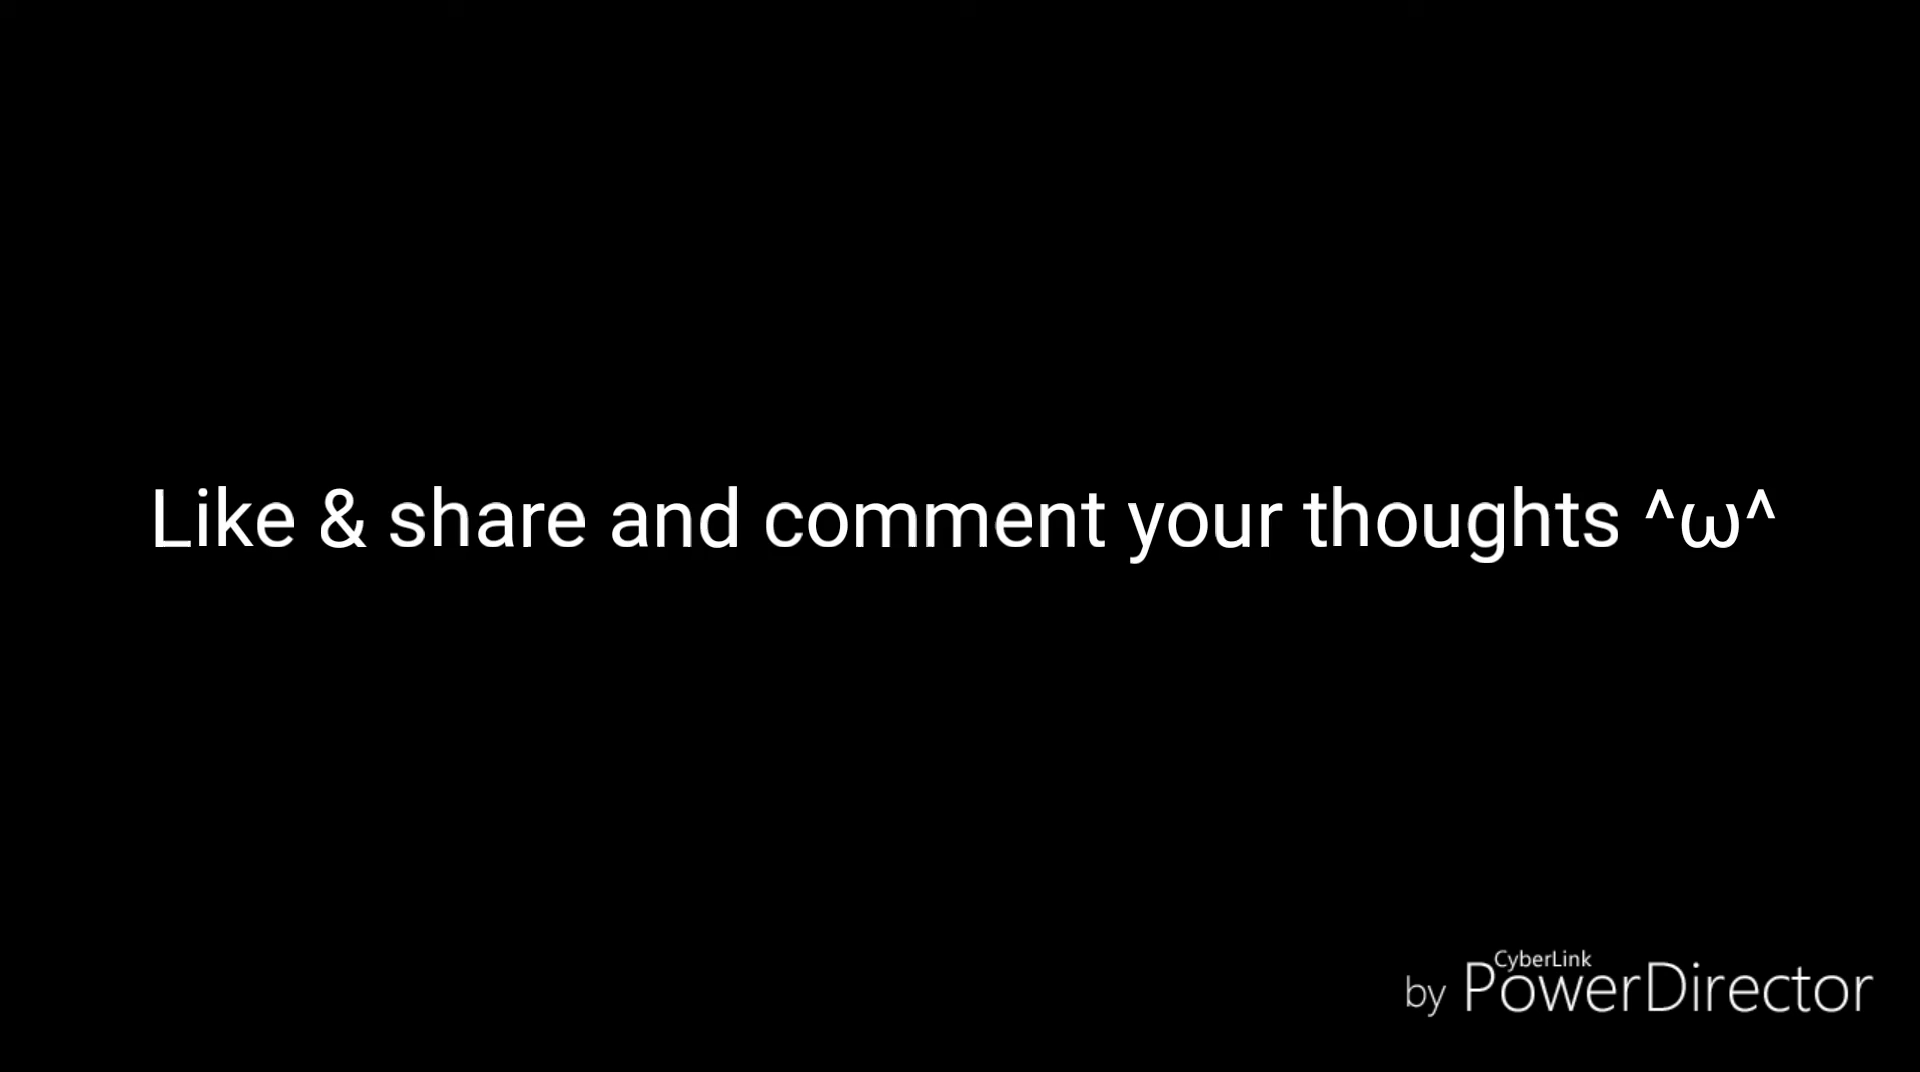 Like & share and comment your thoughts ^ω^
by CyberLink PowerDirector